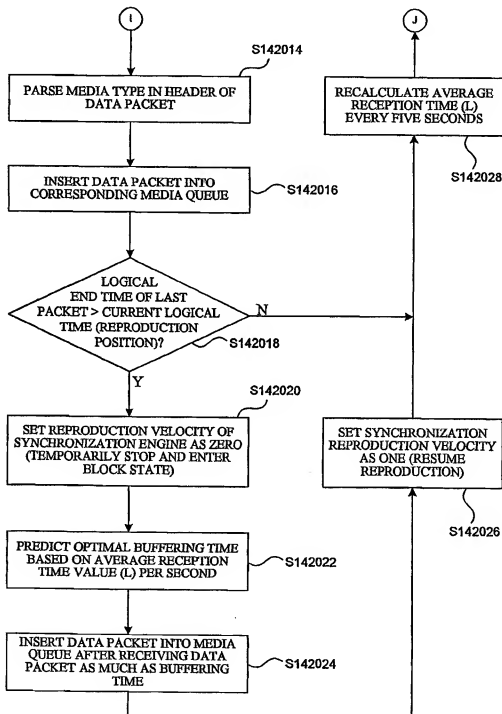 I
S142014
PARSE MEDIA TYPE IN HEADER OF
DATA PACKET
INSERT DATA PACKET INTO
CORRESPONDING MEDIA QUEUE
S142016
LOGICAL
END TIME OF LAST
PACKET > CURRENT LOGICAL
TIME (REPRODUCTION
POSITION)?
N
S142018
Y
S142020
SET REPRODUCTION VELOCITY OF
SYNCHRONIZATION ENGINE AS ZERO
(TEMPORARILY STOP AND ENTER
BLOCK STATE)
PREDICT OPTIMAL BUFFERING TIME
BASED ON AVERAGE RECEPTION
TIME VALUE (L) PER SECOND
S142022
INSERT DATA PACKET INTO MEDIA
QUEUE AFTER RECEIVING DATA
PACKET AS MUCH AS BUFFERING
TIME
S142024
J
RECALCULATE AVERAGE
RECEPTION TIME (L)
EVERY FIVE SECONDS
S142028
SET SYNCHRONIZATION
REPRODUCTION VELOCITY
AS ONE (RESUME
REPRODUCTION)
S142026